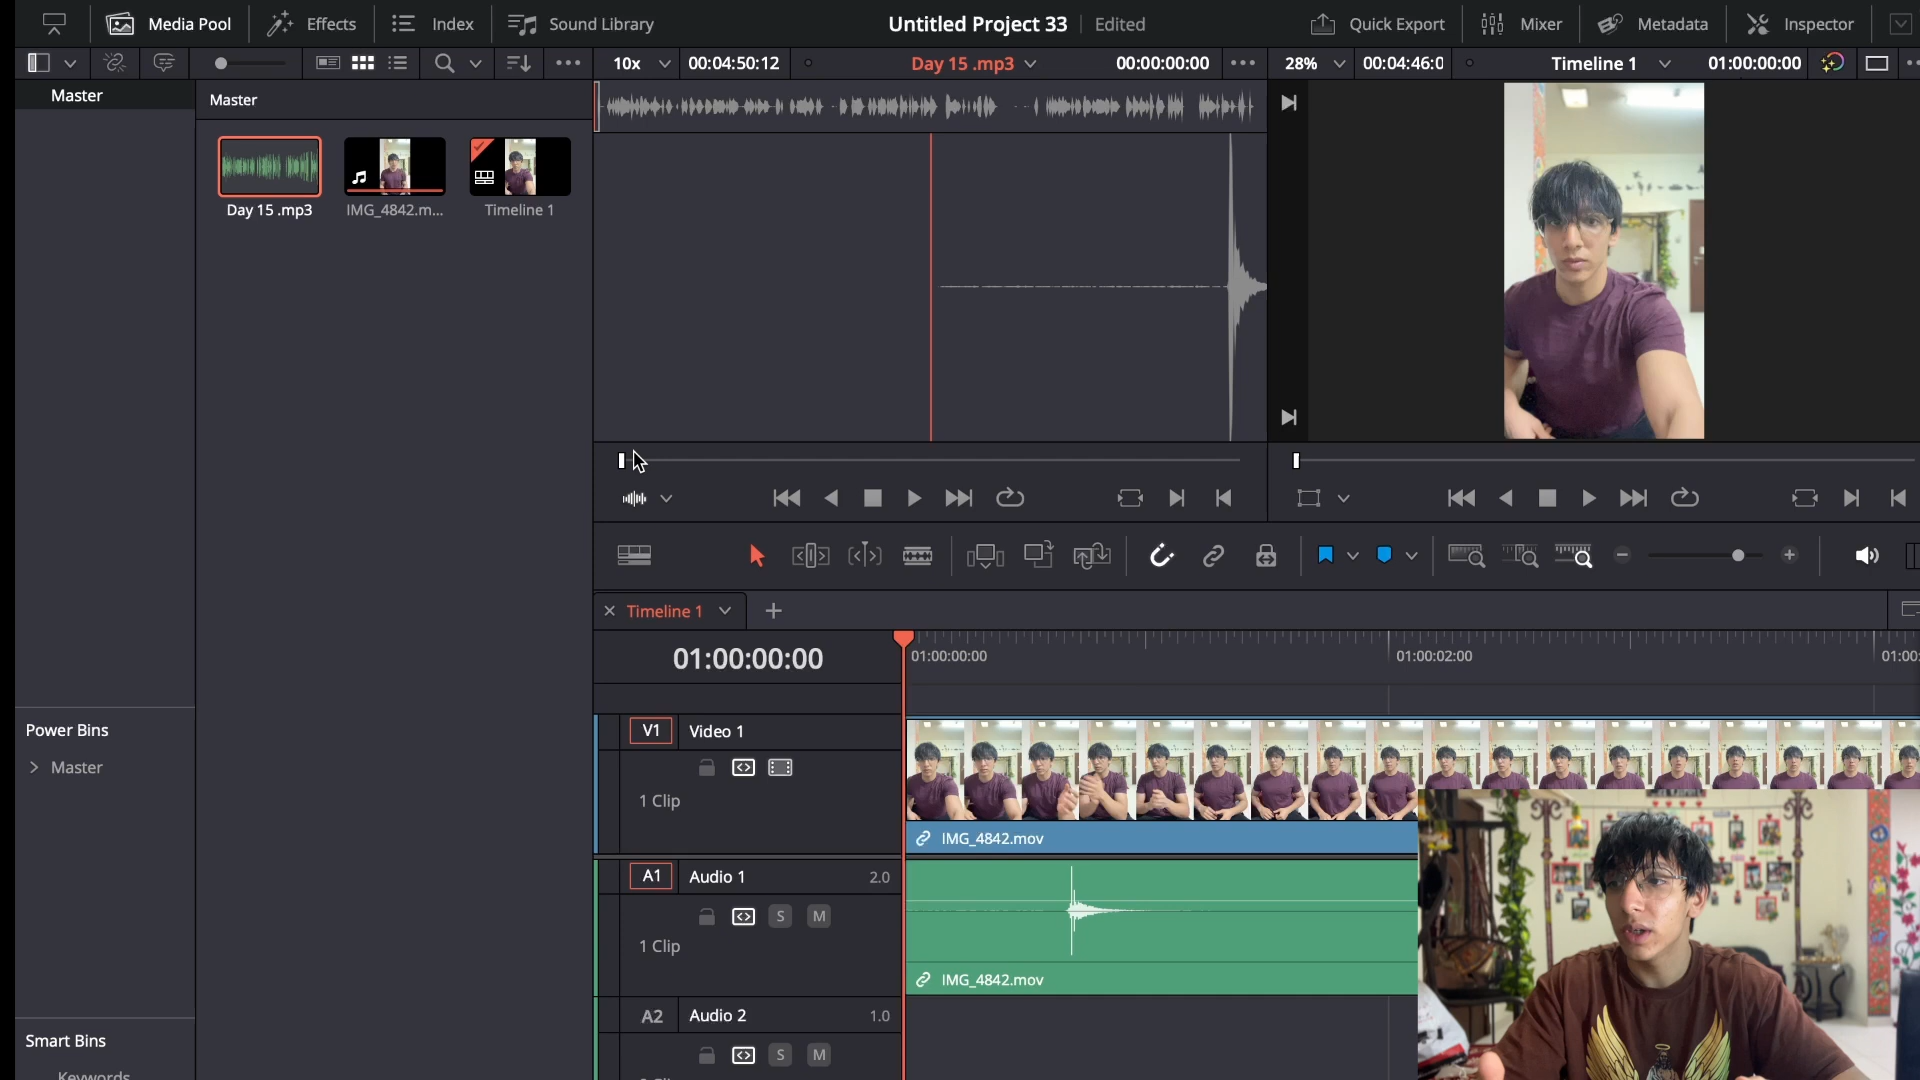 Media Pool
Effects
Index
Sound Library
Untitled Project 33
Edited
Quick Export
Mixer
Metadata
Inspector
10x
00:04:50:12
Day 15 .mp3
00:00:00:00
28%
00:04:46:0
Timeline 1
01:00:00:00
Master
Master
Day 15 .mp3
IMG_4842.m...
Timeline 1
Timeline 1
01:00:00:00
01:00:00:00
01:00:02:00
01:00:
V1
Video 1
Power Bins
Master
1 Clip
IMG_4842.mov
A1
Audio 1
2.0
S
M
1 Clip
IMG_4842.mov
A2
Audio 2
1.0
Smart Bins
S
M
Keywords